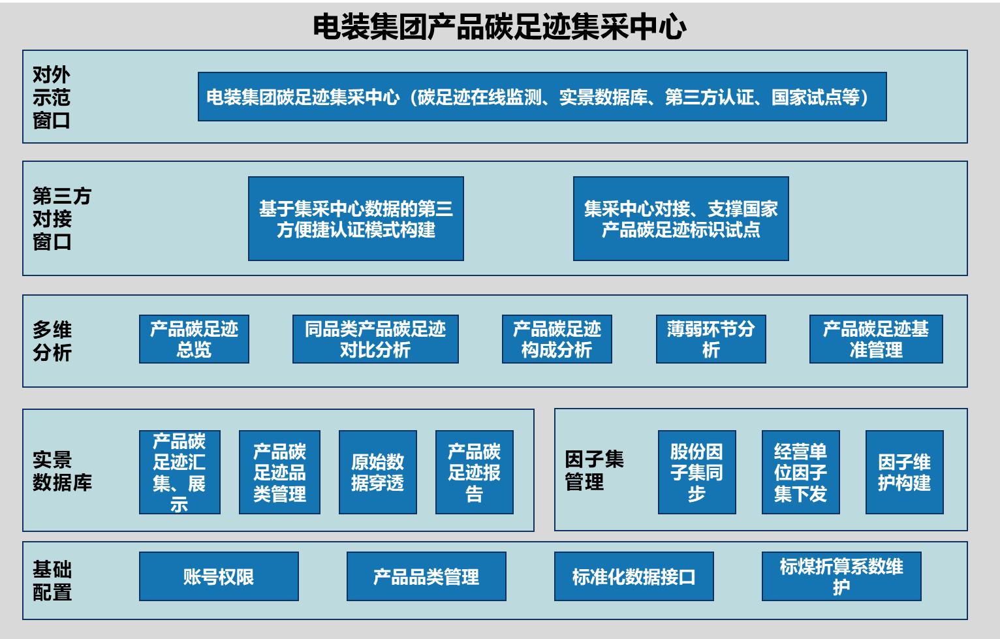 电装集团产品碳足迹集采中心
对外
示范
窗口
电装集团碳足迹集采中心（碳足迹在线监测、实景数据库、第三方认证、国家试点等）
第三方
对接
窗口
基于集采中心数据的第三
方便捷认证模式构建
集采中心对接、支撑国家
产品碳足迹标识试点
多维
分析
产品碳足迹
总览
同品类产品碳足迹
对比分析
产品碳足迹
构成分析
薄弱环节分
析
产品碳足迹基
准管理
实景
数据库
产品碳
足迹汇
集、展
示
产品碳
足迹品
类管理
原始数
据穿透
产品碳
足迹报
告
因子集
管理
股份因
子集同
步
经营单
位因子
集下发
因子维
护构建
基础
配置
账号权限
产品品类管理
标准化数据接口
标煤折算系数维
护